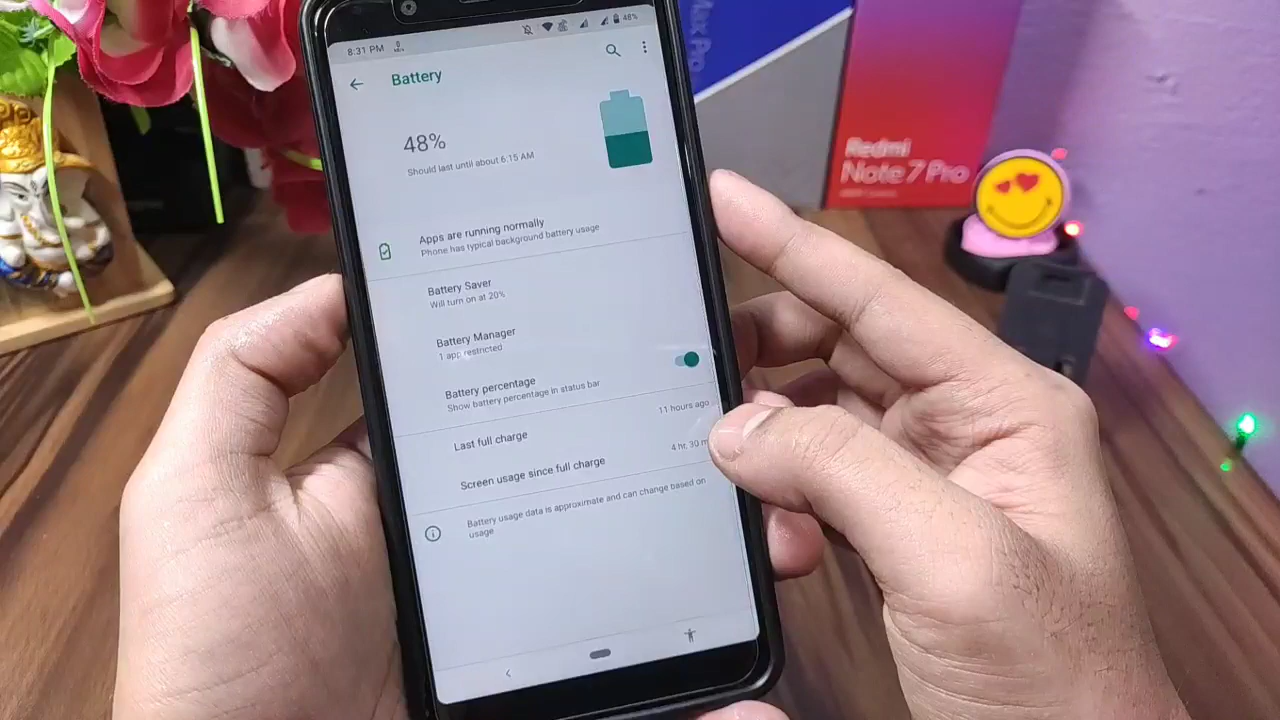 8:31 PM
48%
Battery
48%
Should last until about 6:15 AM
Apps are running normally
Phone has typical background battery usage
Battery Saver
Will turn on at 20%
Battery Manager
1 app restricted
Battery percentage
Show battery percentage in status bar
Last full charge
11 hours ago
Screen usage since full charge
4 hr, 30 m
Battery usage data is approximate and can change based on
usage
Max Pro
Redmi
Note 7 Pro